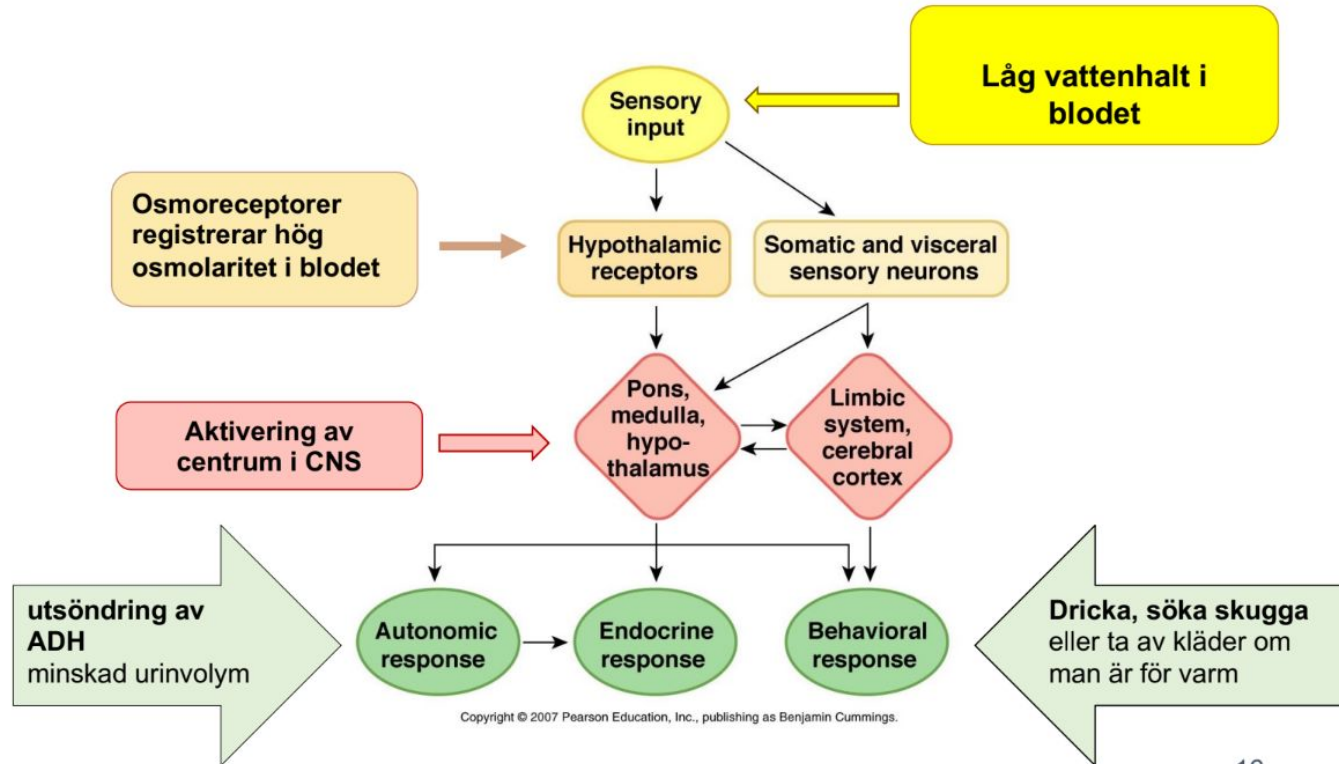 Låg vattenhalt i
blodet
Sensory
input
Osmoreceptorer
registrerar hög
osmolaritet i blodet
Hypothalamic
receptors
Somatic and visceral
sensory neurons
Aktivering av
centrum i CNS
Pons,
medulla,
hypo-
thalamus
Limbic
system,
cerebral
cortex
utsöndring av
ADH
minskad urinvolym
Autonomic
response
Endocrine
response
Behavioral
response
Dricka, söka skugga
eller ta av kläder om
man är för varm
Copyright © 2007 Pearson Education, Inc., publishing as Benjamin Cummings.